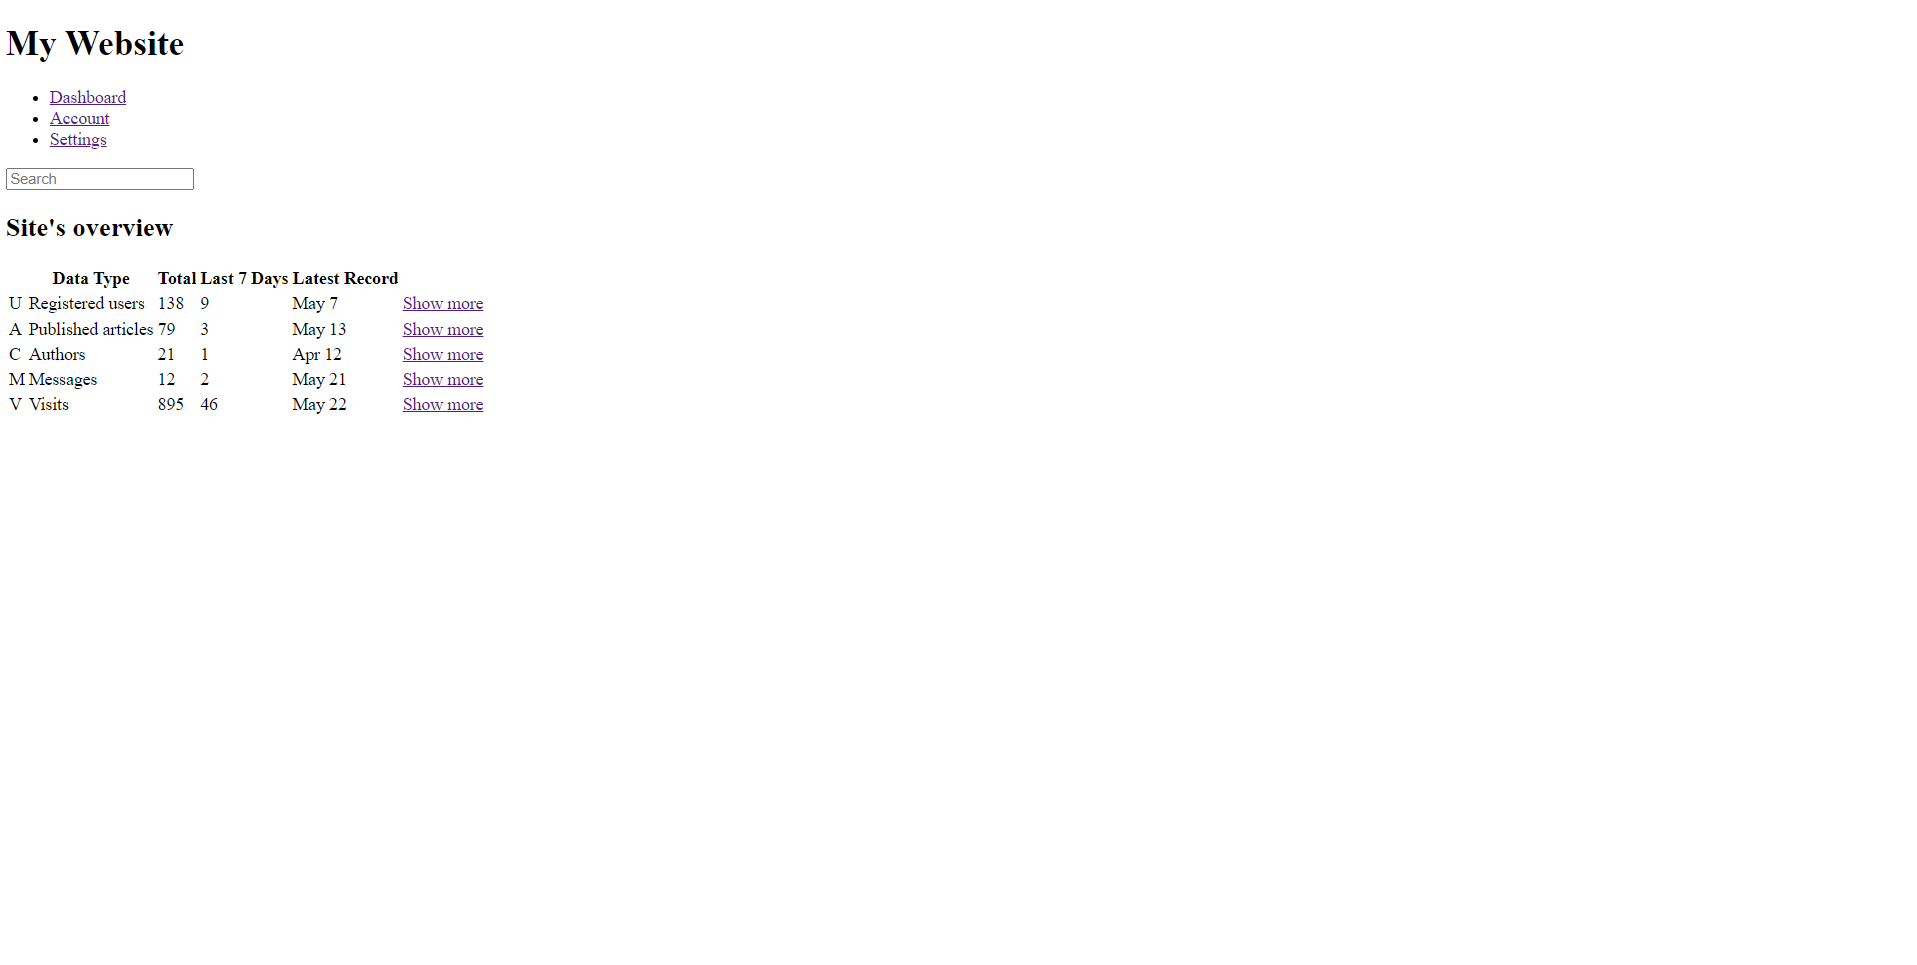 My Website
Dashboard
Account
Settings
Search
Site's overview
Data Type Total Last 7 Days Latest Record
U Registered users 138 9 May 7 Show more
A Published articles 79 3 May 13 Show more
C Authors 21 1 Apr 12 Show more
M Messages 12 2 May 21 Show more
V Visits 895 46 May 22 Show more